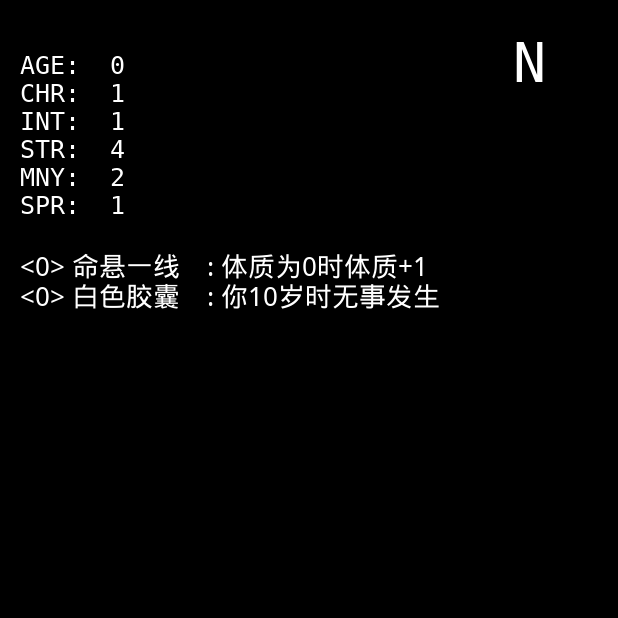 N
AGE: 0
CHR: 1
INT: 1
STR: 4
MNY: 2
SPR: 1
<0> 命悬一线 : 体质为0时体质+1
<0> 白色胶囊 : 你10岁时无事发生